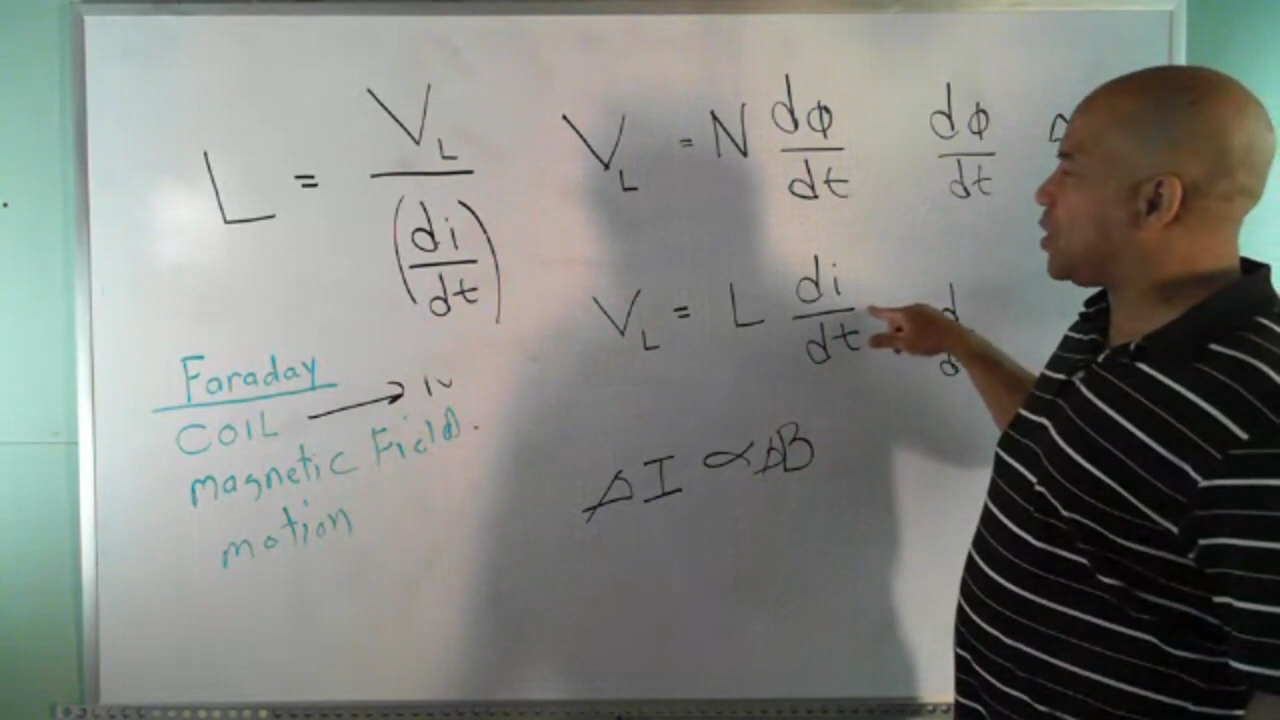 L = V_L / (di/dt)
V_L = N dφ/dt
dφ/dt
V_L = L di/dt
ΔI ∝ ΔB
Faraday
COIL →
magnetic Field.
motion